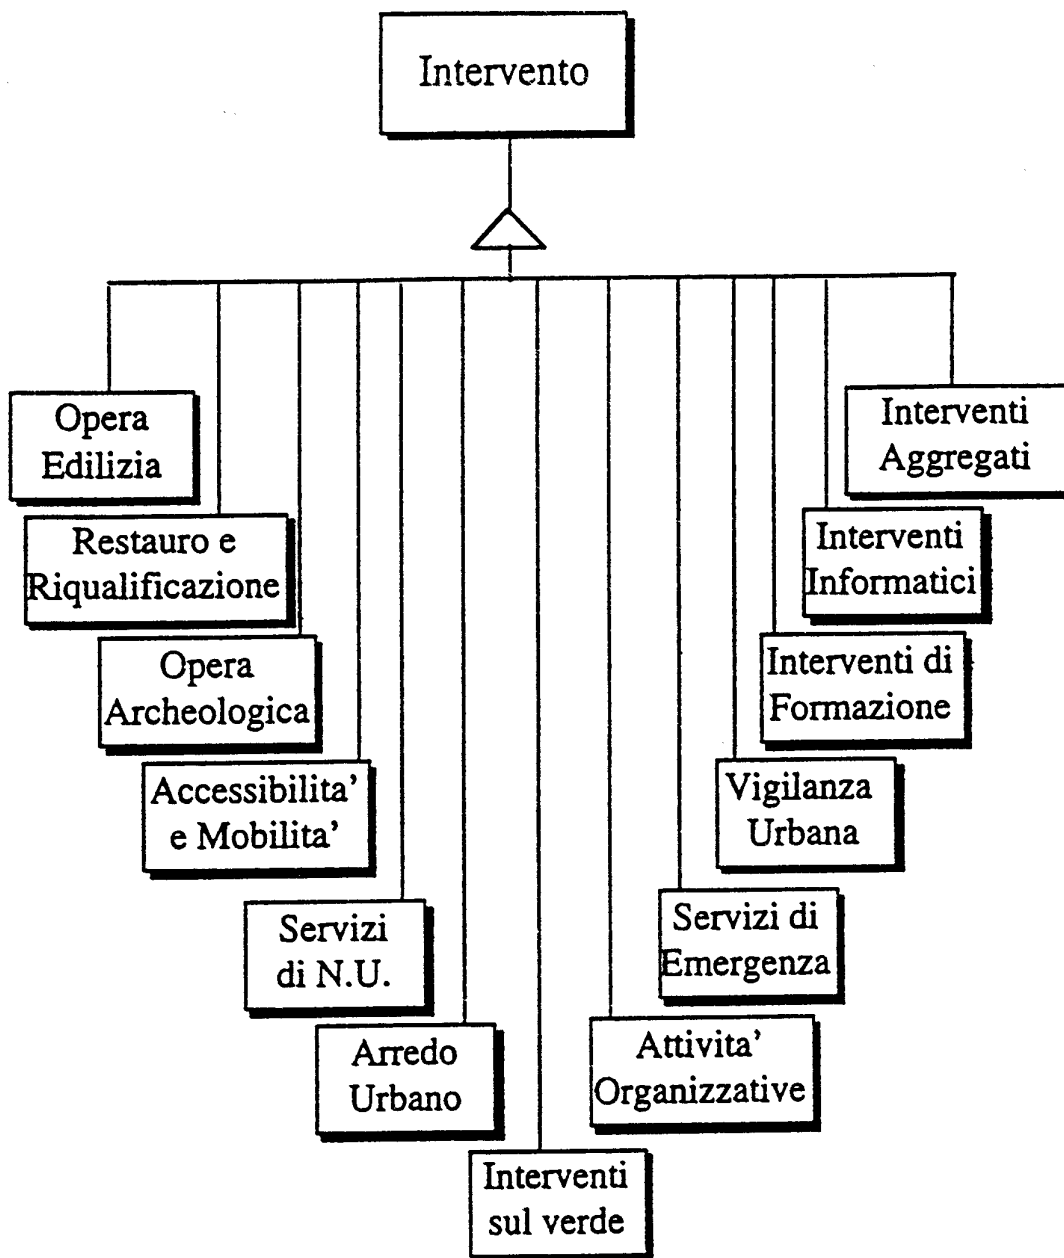 Intervento
Opera
Edilizia
Restauro e
Riqualificazione
Opera
Archeologica
Accessibilita'
e Mobilita'
Servizi
di N.U.
Arredo
Urbano
Interventi
sul verde
Attivita'
Organizzative
Servizi di
Emergenza
Vigilanza
Urbana
Interventi di
Formazione
Interventi
Informatici
Interventi
Aggregati